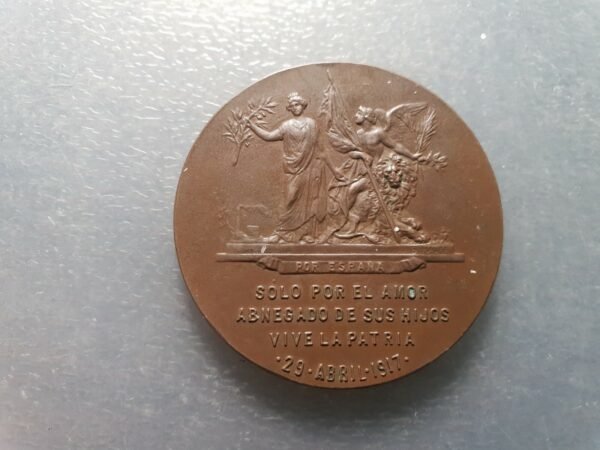 POR ESPAÑA
SOLO POR EL AMOR
ABNEGADO DE SUS HIJOS
VIVE LA PATRIA
·29·ABRIL·1917·